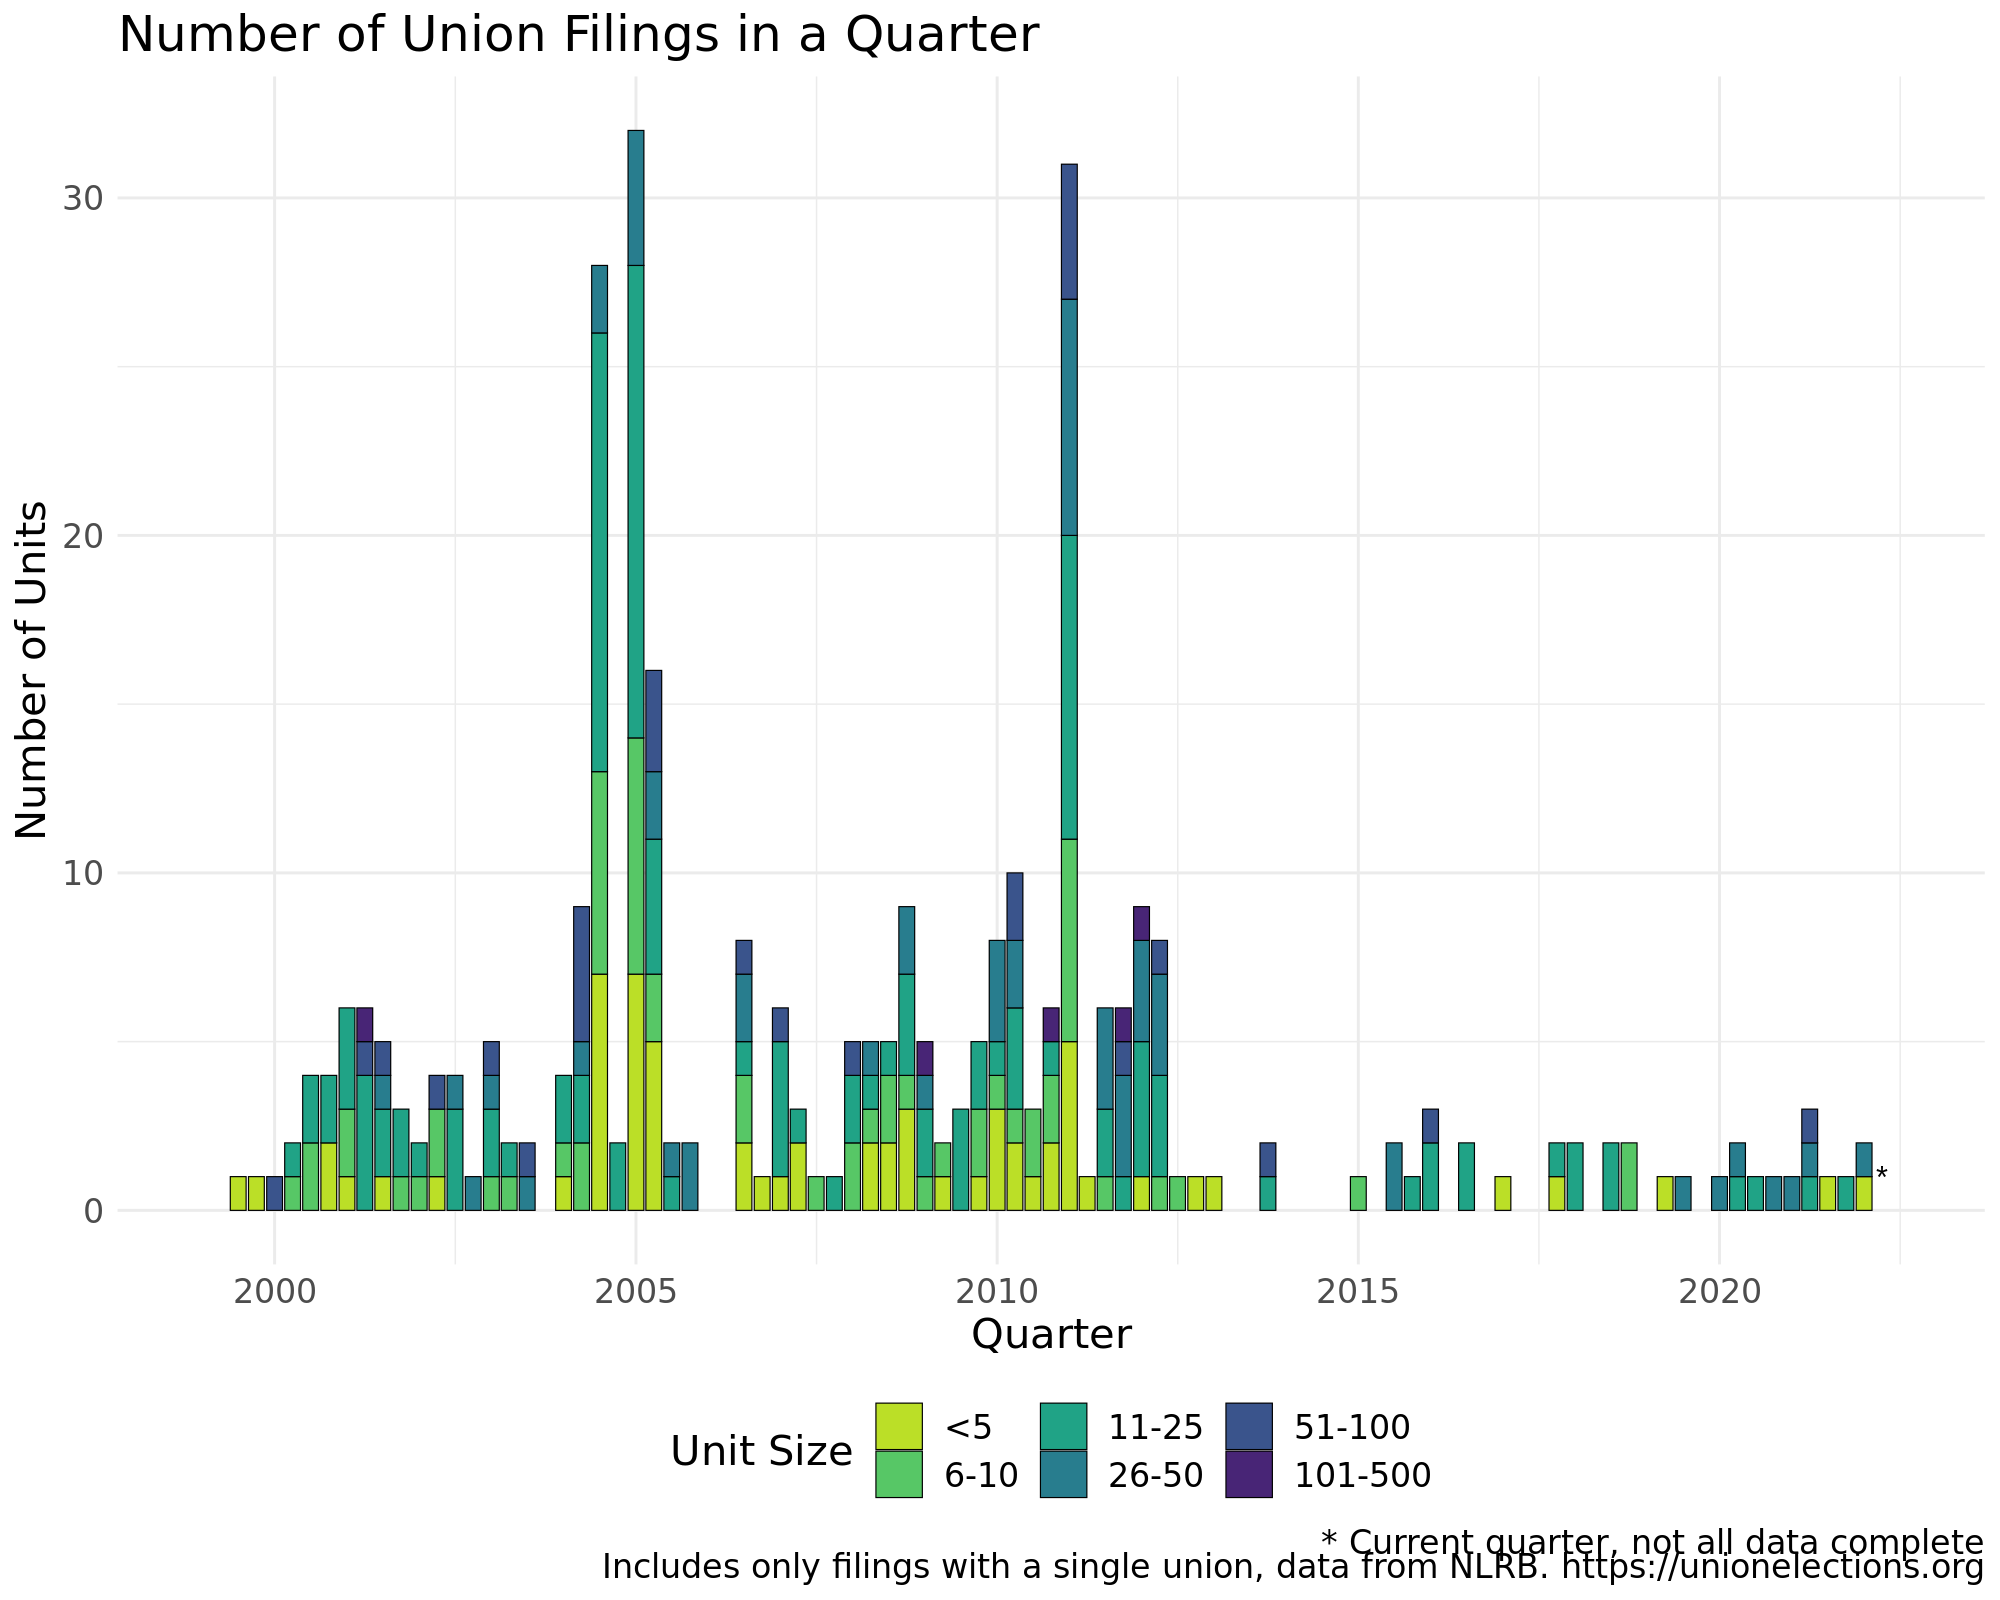 Number of Union Filings in a Quarter
Number of Units
30
20
10
0
*
2000 2005 2010 2015 2020
Quarter
Unit Size
<5 11-25 51-100
6-10 26-50 101-500
* Current quarter, not all data complete
Includes only filings with a single union, data from NLRB. https://unionelections.org